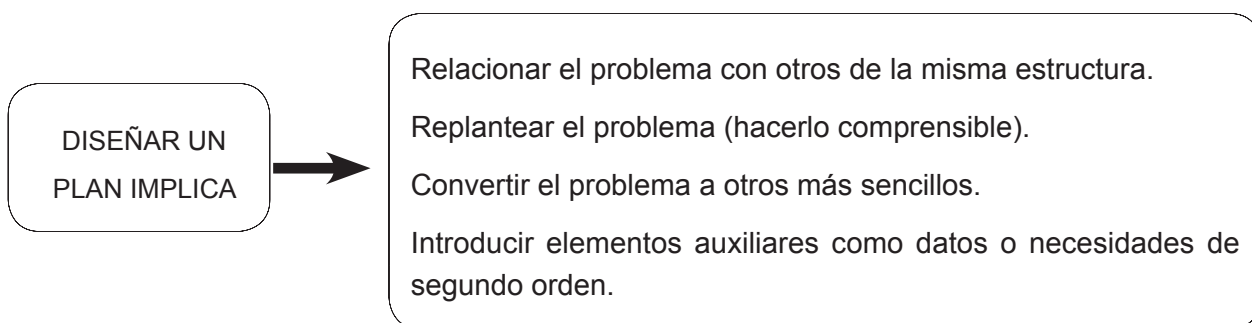 DISEÑAR UN
PLAN IMPLICA
Relacionar el problema con otros de la misma estructura.
Replantear el problema (hacerlo comprensible).
Convertir el problema a otros más sencillos.
Introducir elementos auxiliares como datos o necesidades de
segundo orden.